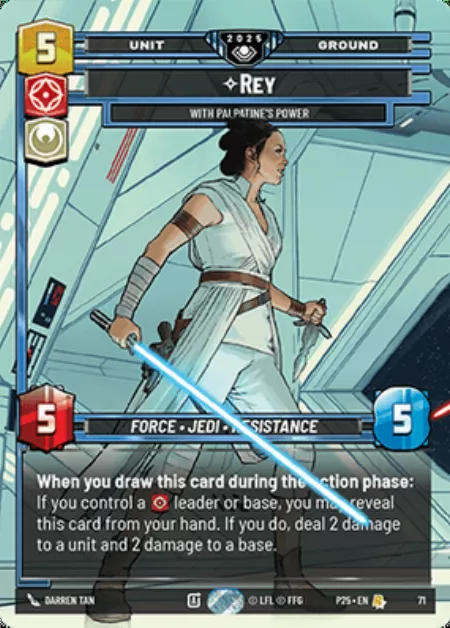 5
UNIT
2025
GROUND
REY
WITH PALPATINE'S POWER
5
FORCE • JEDI • RESISTANCE
5
When you draw this card during the action phase:
If you control a leader or base, you may reveal
this card from your hand. If you do, deal 2 damage
to a unit and 2 damage to a base.
DARREN TAN
© LFL © FFG
P25 • EN
71